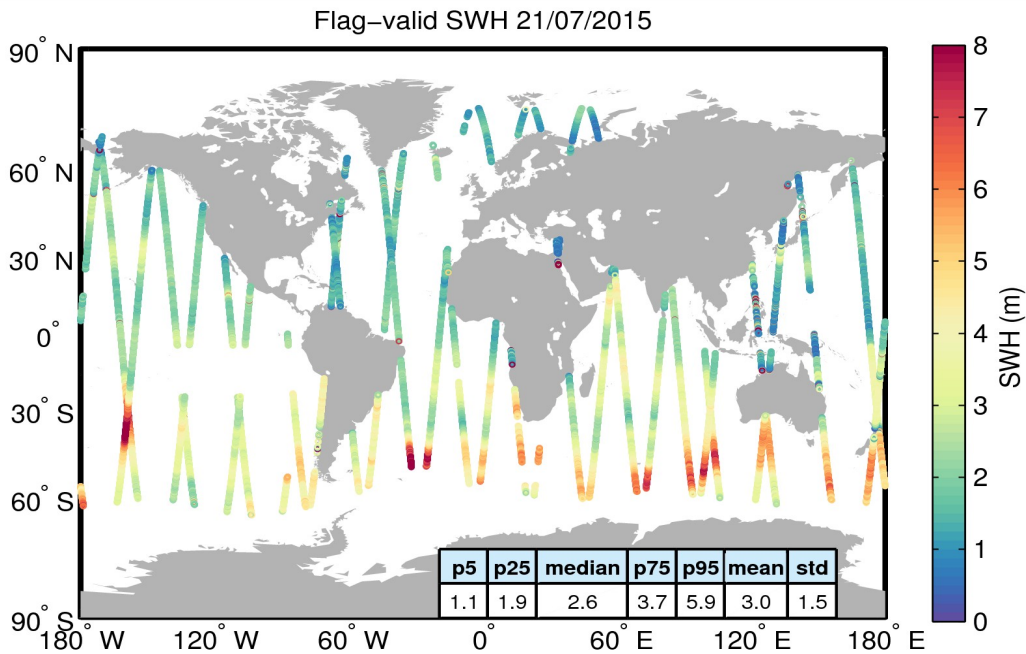 Flag−valid SWH 21/07/2015
90° N
60° N
30° N
0°
30° S
60° S
90° S
180° W
120° W
60° W
0°
60° E
120° E
180° E
p5 p25 median p75 p95 mean std
1.1 1.9 2.6 3.7 5.9 3.0 1.5
8
7
6
5
4
3
2
1
0
SWH (m)